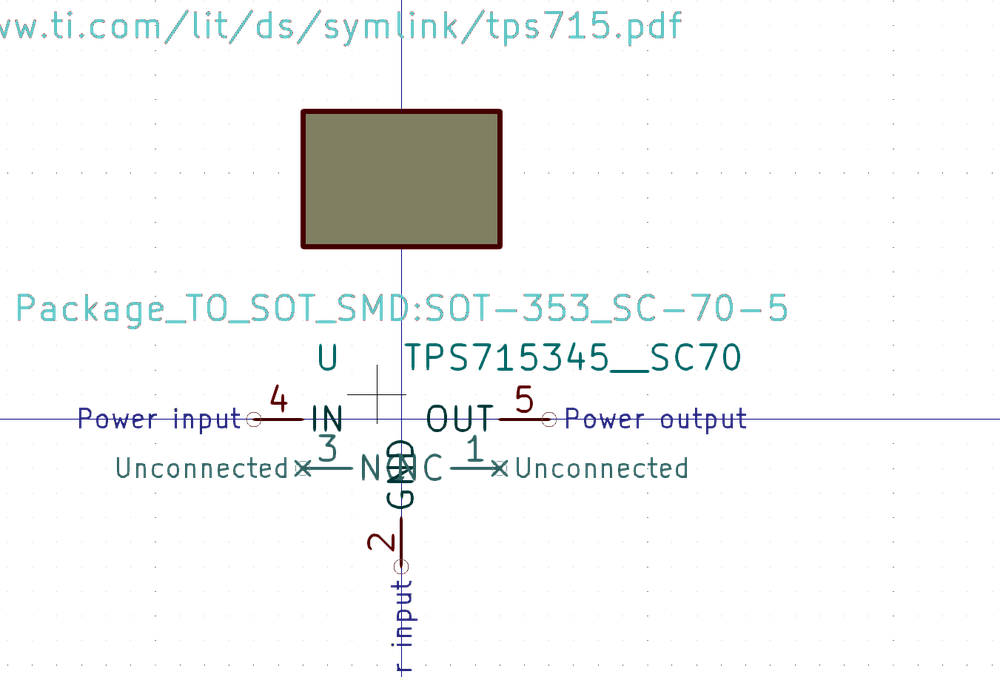 ww.ti.com/lit/ds/symlink/tps715.pdf
Package_TO_SOT_SMD:SOT-353_SC-70-5
U TPS715345__SC70
Power input 4 IN OUT 5 Power output
Unconnected 3 NC NC 1 Unconnected
GND
2
r input